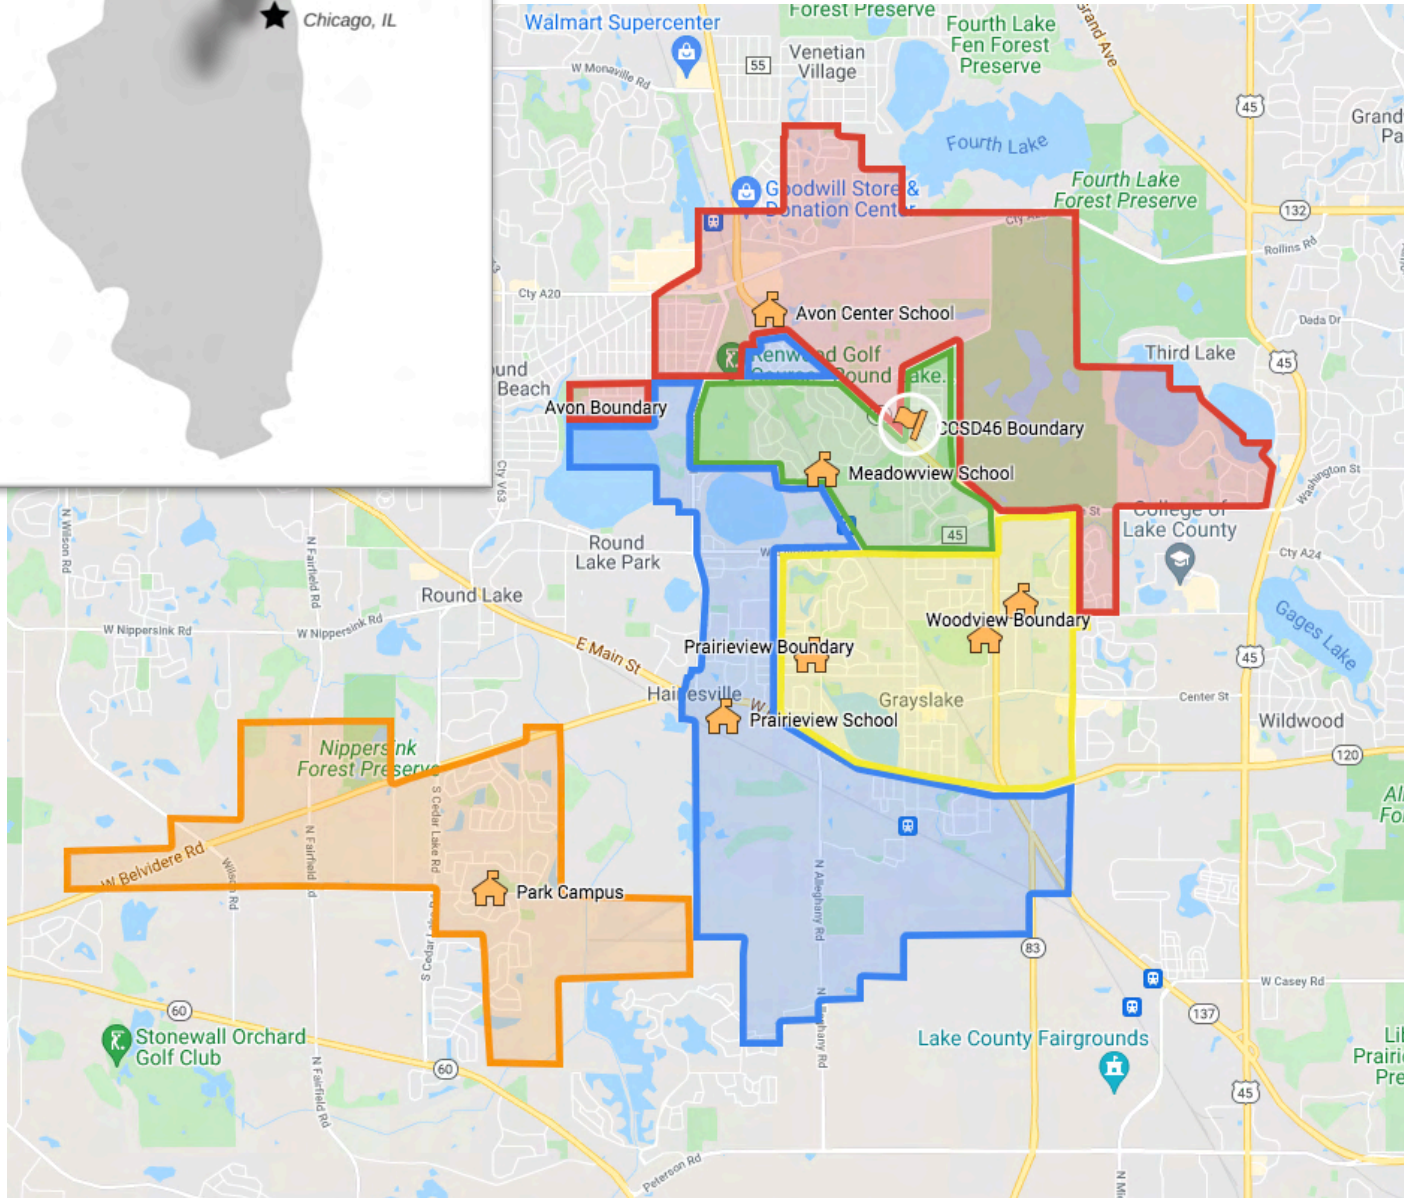 Chicago, IL
Walmart Supercenter
Forest Preserve
Fourth Lake
Fen Forest
Preserve
Grand Ave
Venetian
Village
55
W Monaville Rd
45
Fourth Lake
Goodwill Store &
Donation Center
Fourth Lake
Forest Preserve
132
Rollins Rd
Cty A20
Avon Center School
Dada Dr
Third Lake
45
Beach
Avon Boundary
CCSD46 Boundary
Meadowview School
Washington St
Cty V63
College of
Lake County
45
N Wilson Rd
N Fairfield Rd
Round
Lake Park
Cty A24
Round Lake
W Nippersink Rd
W Nippersink Rd
Woodview Boundary
Gages Lake
E Main St
Prairieview Boundary
45
Hainesville
Grayslake
Center St
Prairieview School
Wildwood
Nippersink
Forest Preserve
120
S Cedar Lake Rd
W Belvidere Rd
N Fairfield Rd
Wilson Rd
Park Campus
N Alleghany Rd
83
W Casey Rd
60
137
Stonewall Orchard
Golf Club
Lake County Fairgrounds
60
N Fairfield Rd
45
Peterson Rd